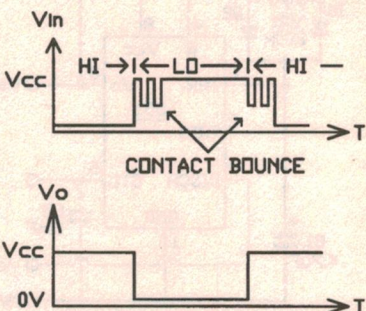 Vin
HI LO HI
Vcc
T
CONTACT BOUNCE
Vo
Vcc
0V
T